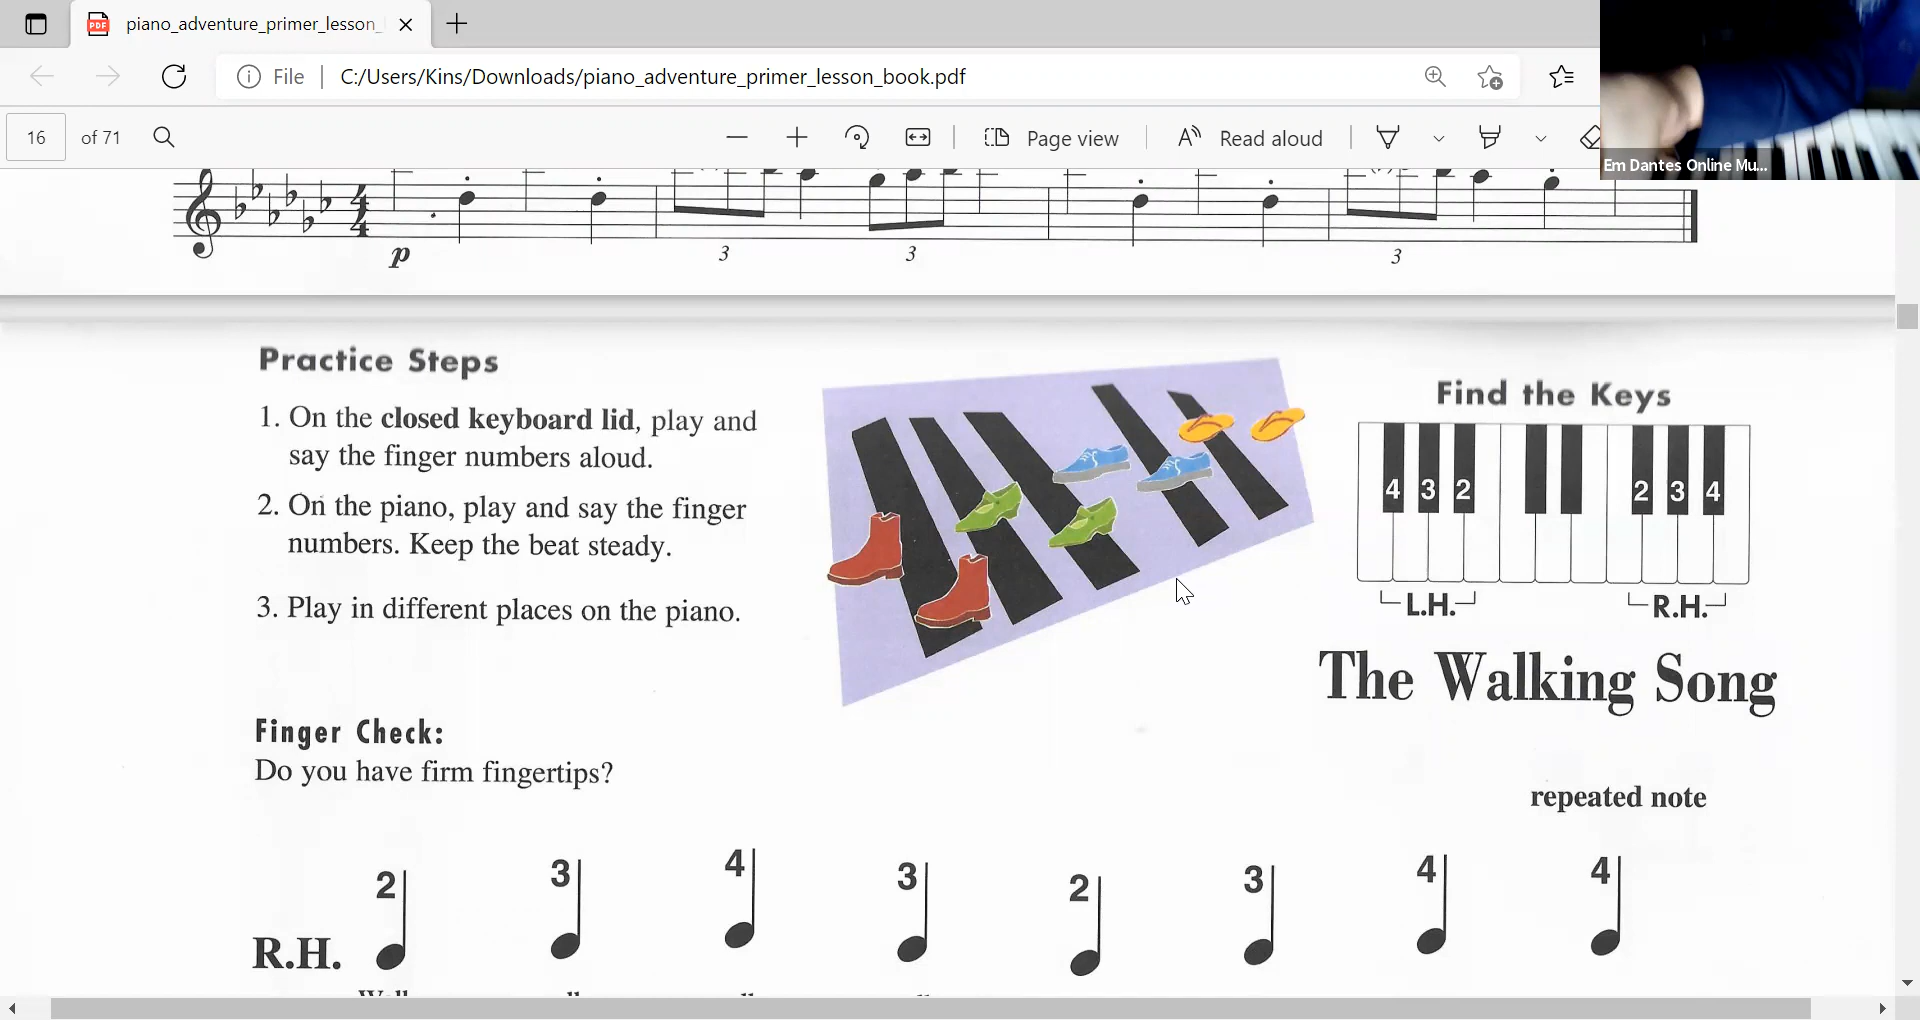 piano_adventure_primer_lesson_
File C:/Users/Kins/Downloads/piano_adventure_primer_lesson_book.pdf
16 of 71
Page view
Read aloud
Em Dantes Online Mu...
4
4
p
3
3
3
Practice Steps
1. On the closed keyboard lid, play and
say the finger numbers aloud.
2. On the piano, play and say the finger
numbers. Keep the beat steady.
3. Play in different places on the piano.
Find the Keys
4 3 2 2 3 4
L.H. R.H.
The Walking Song
Finger Check:
Do you have firm fingertips?
repeated note
2 3 4 3 2 3 4 4
R.H.